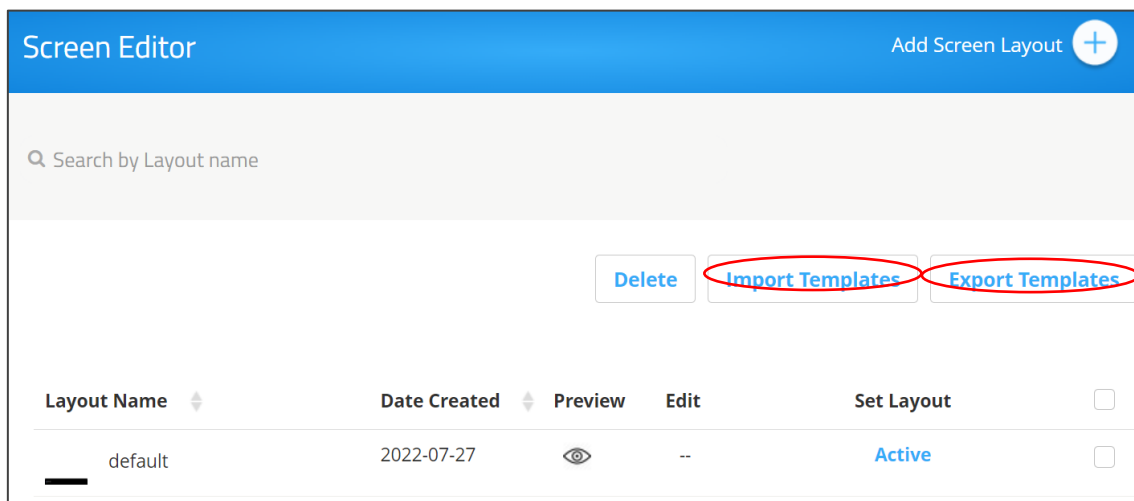 Screen Editor Add Screen Layout
Search by Layout name
Delete Import Templates Export Templates
Layout Name Date Created Preview Edit Set Layout
default 2022-07-27 -- Active